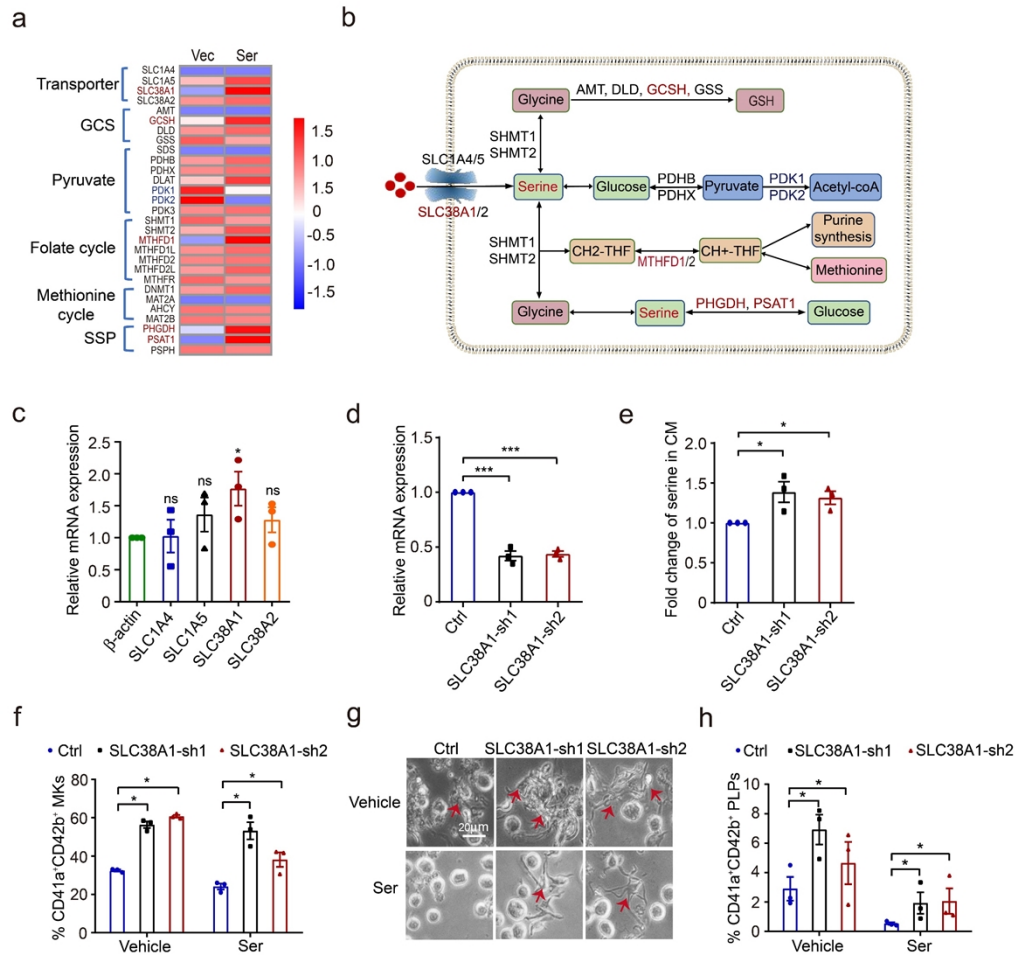 a
Vec Ser
Transporter
SLC1A4
SLC1A5
SLC38A1
SLC38A2
GCS
AMT
GCSH
DLD
GSS
Pyruvate
SDS
PDHB
PDHX
DLAT
PDK1
PDK2
PDK3
Folate cycle
SHMT1
SHMT2
MTHFD1
MTHFD1L
MTHFD2
MTHFD2L
MTHFR
Methionine
cycle
DNMT1
MAT2A
AHCY
MAT2B
SSP
PHGDH
PSAT1
PSPH
1.5
1.0
0.5
0
-0.5
-1.0
-1.5
b
Glycine
AMT, DLD, GCSH, GSS
GSH
SHMT1
SHMT2
SLC1A4/5
SLC38A1/2
Serine
Glucose
PDHB
PDHX
Pyruvate
PDK1
PDK2
Acetyl-coA
SHMT1
SHMT2
CH2-THF
MTHFD1/2
CH+-THF
Purine
synthesis
Methionine
Glycine
Serine
PHGDH, PSAT1
Glucose
c
Relative mRNA expression
2.5
2.0
1.5
1.0
0.5
0
ns
ns
*
ns
β-actin
SLC1A4
SLC1A5
SLC38A1
SLC38A2
d
Relative mRNA expression
1.5
1.0
0.5
0
***
***
Ctrl
SLC38A1-sh1
SLC38A1-sh2
e
Fold change of serine in CM
2.0
1.5
1.0
0.5
0
*
*
Ctrl
SLC38A1-sh1
SLC38A1-sh2
f
Ctrl SLC38A1-sh1 SLC38A1-sh2
% CD41a⁺CD42b⁺ MKs
80
60
40
20
0
*
*
*
*
Vehicle Ser
g
Ctrl SLC38A1-sh1 SLC38A1-sh2
Vehicle
20μm
Ser
h
Ctrl SLC38A1-sh1 SLC38A1-sh2
% CD41a⁺CD42b⁺ PLPs
10
8
6
4
2
0
*
*
*
*
Vehicle Ser